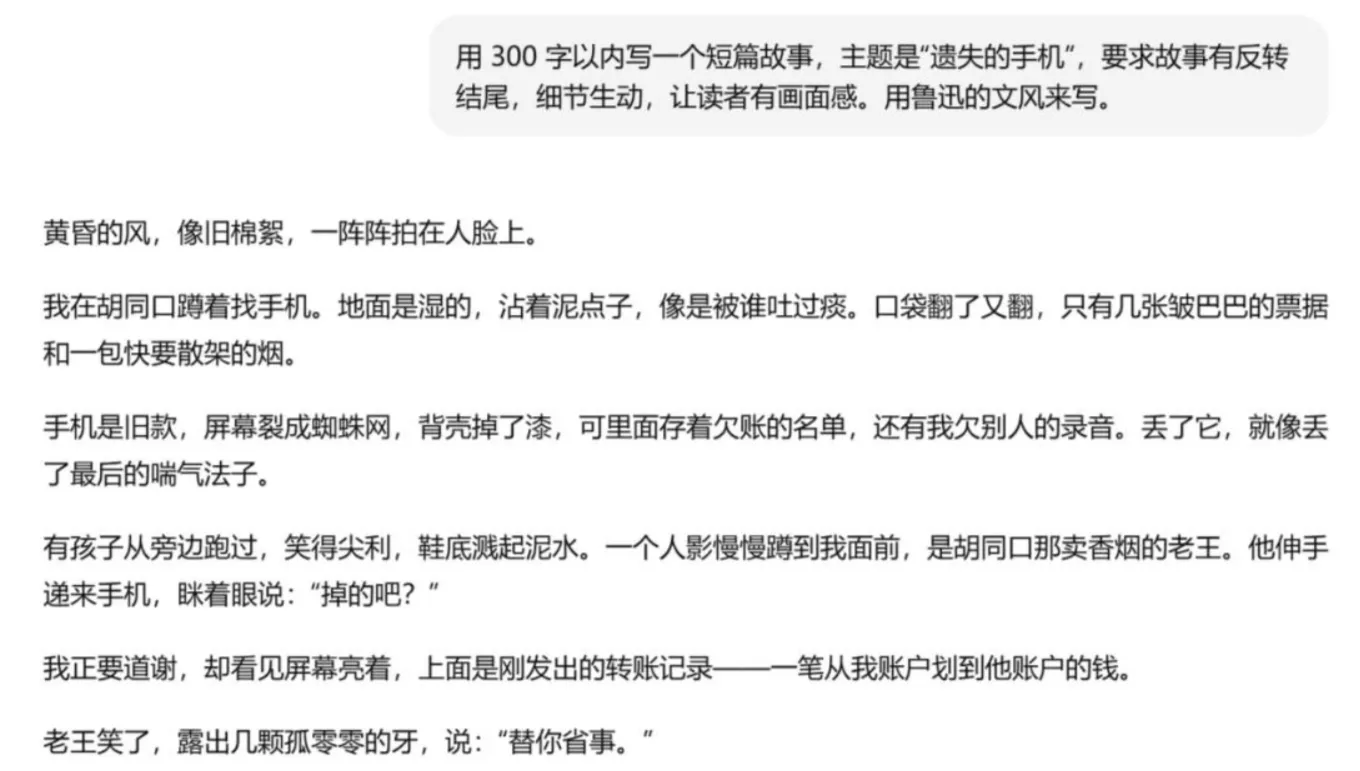 用 300 字以内写一个短篇故事，主题是“遗失的手机”，要求故事有反转
结尾，细节生动，让读者有画面感。用鲁迅的文风来写。
黄昏的风，像旧棉絮，一阵阵拍在人脸上。
我在胡同口蹲着找手机。地面是湿的，沾着泥点子，像是被谁吐过痰。口袋翻了又翻，只有几张皱巴巴的票据
和一包快要散架的烟。
手机是旧款，屏幕裂成蜘蛛网，背壳掉了漆，可里面存着欠账的名单，还有我欠别人的录音。丢了它，就像丢
了最后的喘气法子。
有孩子从旁边跑过，笑得尖利，鞋底溅起泥水。一个人影慢慢蹲到我面前，是胡同口那卖香烟的老王。他伸手
递来手机，眯着眼说：“掉的吧？”
我正要道谢，却看见屏幕亮着，上面是刚发出的转账记录——一笔从我账户划到他账户的钱。
老王笑了，露出几颗孤零零的牙，说：“替你省事。”